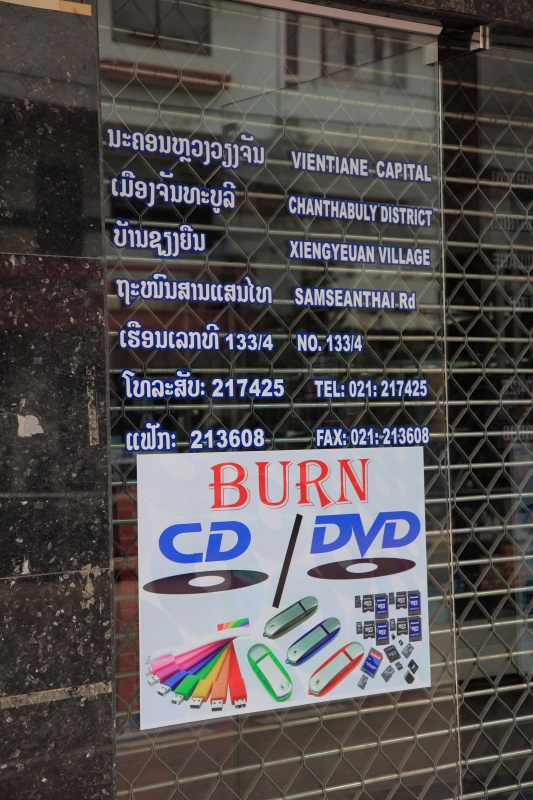 ນະຄອນຫຼວງວຽງຈັນ VIENTIANE CAPITAL
ເມືອງຈັນທະບູລີ CHANTHABULY DISTRICT
ບ້ານຊຽງຍືນ XIENGYEUAN VILLAGE
ຖະໜົນສາມແສນໄທ SAMSEANTHAI.Rd
ເຮືອນເລກທີ 133/4 NO. 133/4
ໂທລະສັບ: 217425 TEL: 021: 217425
ແຟັກ: 213608 FAX: 021: 213608
BURN
CD / DVD